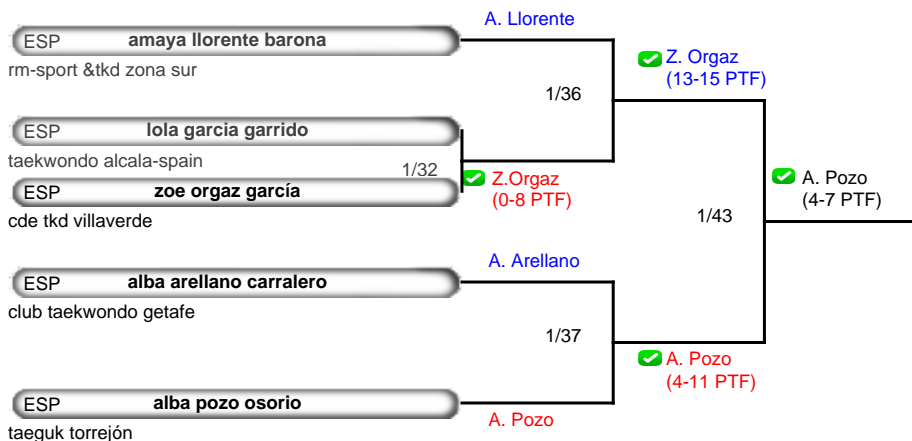 A. Llorente
ESP amaya llorente barona
rm-sport &tkd zona sur
Z. Orgaz
(13-15 PTF)
1/36
ESP lola garcia garrido
taekwondo alcala-spain
1/32
Z.Orgaz
(0-8 PTF)
ESP zoe orgaz garcía
cde tkd villaverde
A. Pozo
(4-7 PTF)
1/43
A. Arellano
ESP alba arellano carralero
club taekwondo getafe
1/37
A. Pozo
(4-11 PTF)
ESP alba pozo osorio
A. Pozo
taeguk torrejón